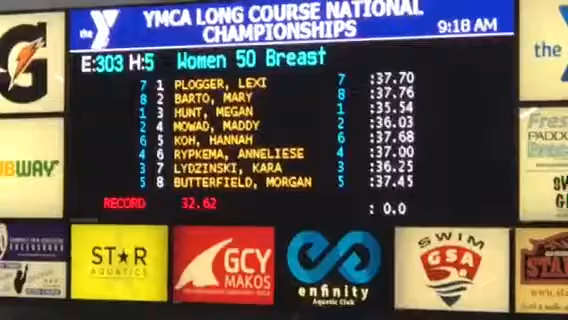 YMCA LONG COURSE NATIONAL
CHAMPIONSHIPS
the Y
9:18 AM
E:303 H:5 Women 50 Breast
7 1 PLOGGER, LEXI 7 :37.70
8 2 BARTO, MARY 8 :37.76
1 3 HUNT, MEGAN 1 :35.54
2 4 MOWAD, MADDY 2 :36.03
6 5 KOH, HANNAH 6 :37.68
4 6 RYPKEMA, ANNELIESE 4 :37.00
3 7 LYDZINSKI, KARA 3 :36.25
5 8 BUTTERFIELD, MORGAN 5 :37.45
RECORD 32.62 : 0.0
G
the
UBWAY
STAR
AQUATICS
GCY
MAKOS
enfinity
Aquatic Club
SWIM
GSA
STAR